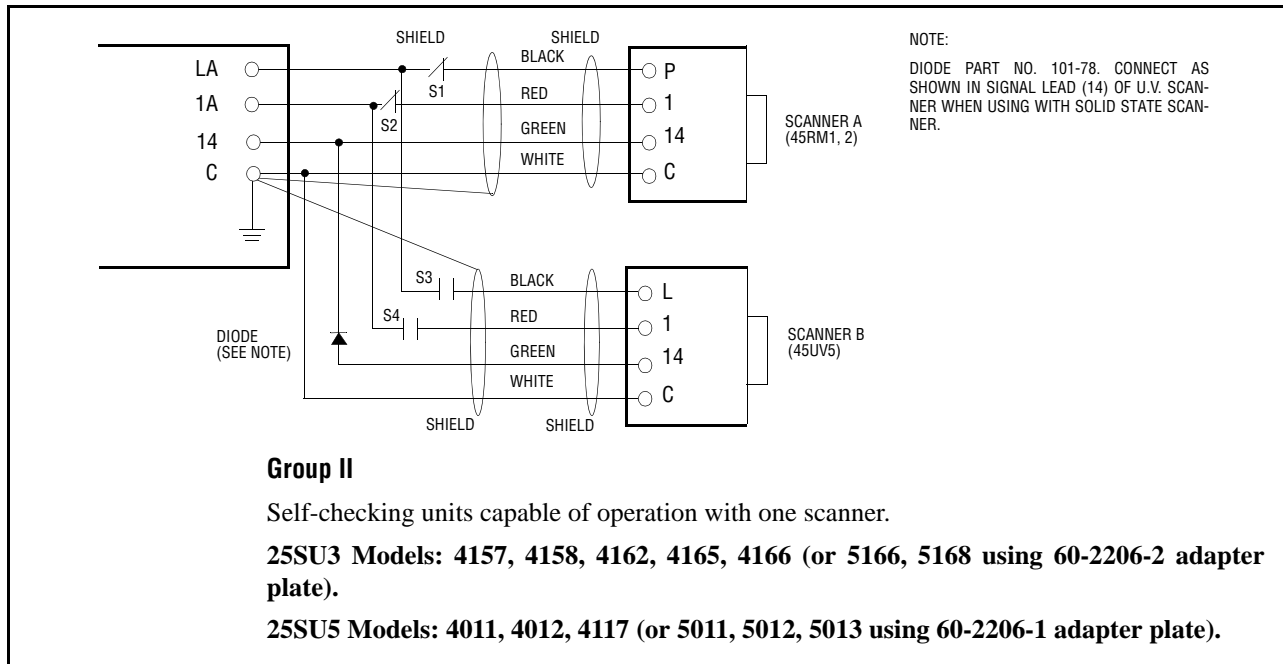 SHIELD SHIELD
BLACK
LA P
S1
1A RED 1
S2
14 GREEN 14
C WHITE C
SCANNER A
(45RM1, 2)
NOTE:
DIODE PART NO. 101-78. CONNECT AS
SHOWN IN SIGNAL LEAD (14) OF U.V. SCAN-
NER WHEN USING WITH SOLID STATE SCAN-
NER.
S3 BLACK L
S4 RED 1
DIODE
(SEE NOTE)
GREEN 14
WHITE C
SCANNER B
(45UV5)
SHIELD SHIELD
Group II
Self-checking units capable of operation with one scanner.
25SU3 Models: 4157, 4158, 4162, 4165, 4166 (or 5166, 5168 using 60-2206-2 adapter
plate).
25SU5 Models: 4011, 4012, 4117 (or 5011, 5012, 5013 using 60-2206-1 adapter plate).